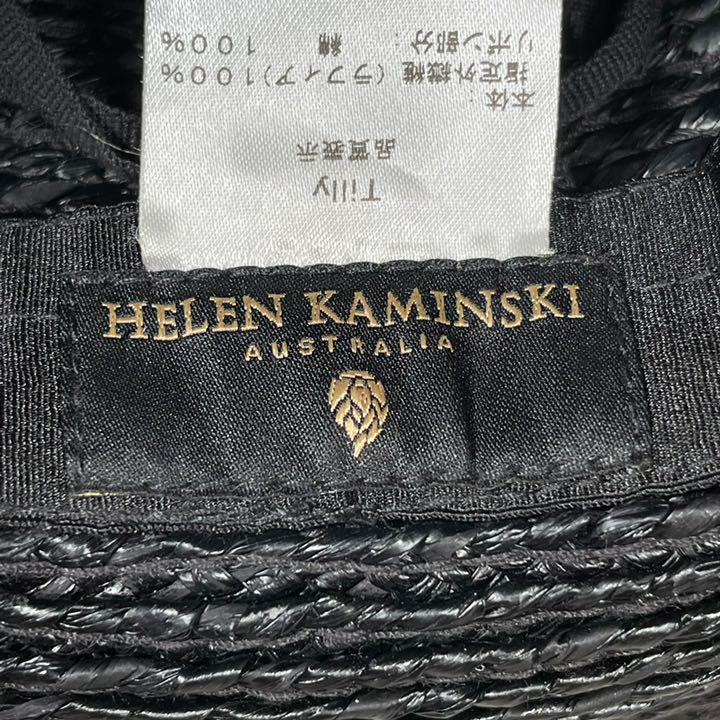 Tilly
品質表示
本体： 指定外繊維（ラフィア）100％
リボン部分： 綿 100％
HELEN KAMINSKI
AUSTRALIA